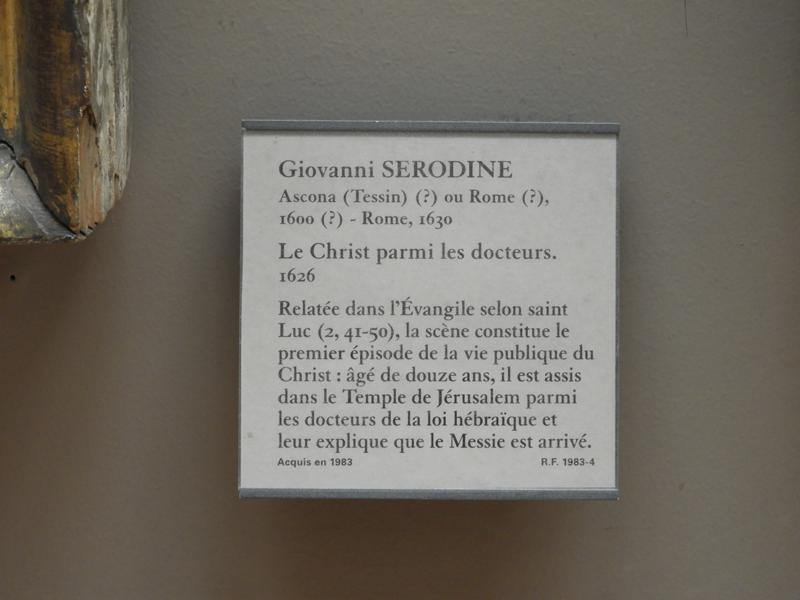 Giovanni SERODINE
Ascona (Tessin) (?) ou Rome (?),
1600 (?) - Rome, 1630
Le Christ parmi les docteurs.
1626
Relatée dans l'Évangile selon saint
Luc (2, 41-50), la scène constitue le
premier épisode de la vie publique du
Christ : âgé de douze ans, il est assis
dans le Temple de Jérusalem parmi
les docteurs de la loi hébraïque et
leur explique que le Messie est arrivé.
Acquis en 1983 R.F. 1983-4